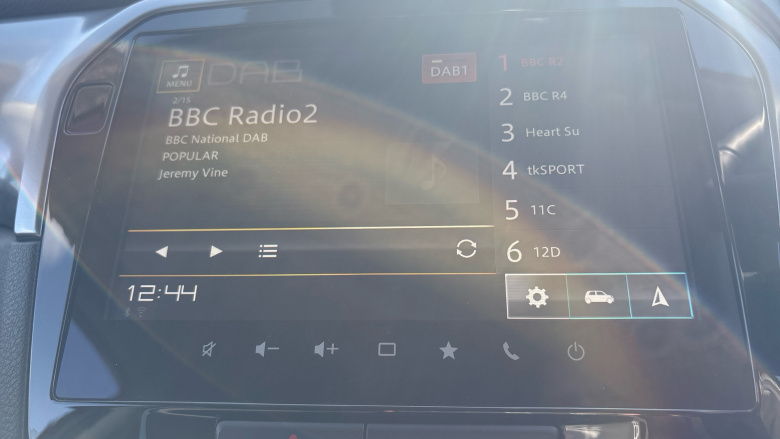 MENU
DAB
DAB1
2/15
BBC Radio2
BBC National DAB
POPULAR
Jeremy Vine
1 BBC R2
2 BBC R4
3 Heart Su
4 tkSPORT
5 11C
6 12D
12:44